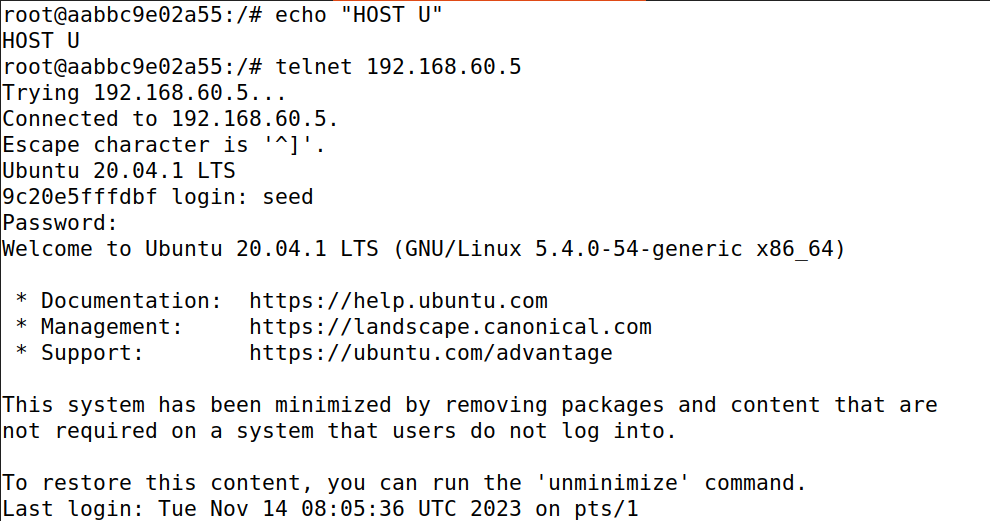 root@aabbc9e02a55:/# echo "HOST U"
HOST U
root@aabbc9e02a55:/# telnet 192.168.60.5
Trying 192.168.60.5...
Connected to 192.168.60.5.
Escape character is '^]'.
Ubuntu 20.04.1 LTS
9c20e5fffdbf login: seed
Password:
Welcome to Ubuntu 20.04.1 LTS (GNU/Linux 5.4.0-54-generic x86_64)

 * Documentation:  https://help.ubuntu.com
 * Management:     https://landscape.canonical.com
 * Support:        https://ubuntu.com/advantage

This system has been minimized by removing packages and content that are
not required on a system that users do not log into.

To restore this content, you can run the 'unminimize' command.
Last login: Tue Nov 14 08:05:36 UTC 2023 on pts/1